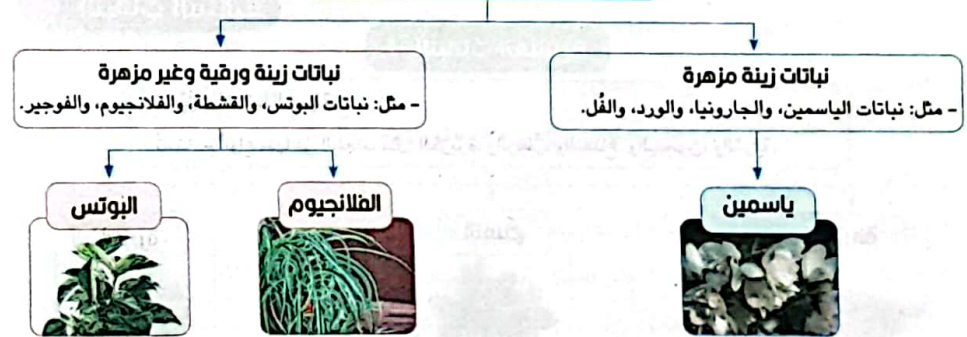 نباتات زينة مزهرة
- مثل: نباتات الياسمين، والجارونيا، والورد، والفُل.
نباتات زينة ورقية وغير مزهرة
- مثل: نباتات البوتس، والقشطة، والفلانجيوم، والفوجير.
ياسمين
الفلانجيوم
البوتس